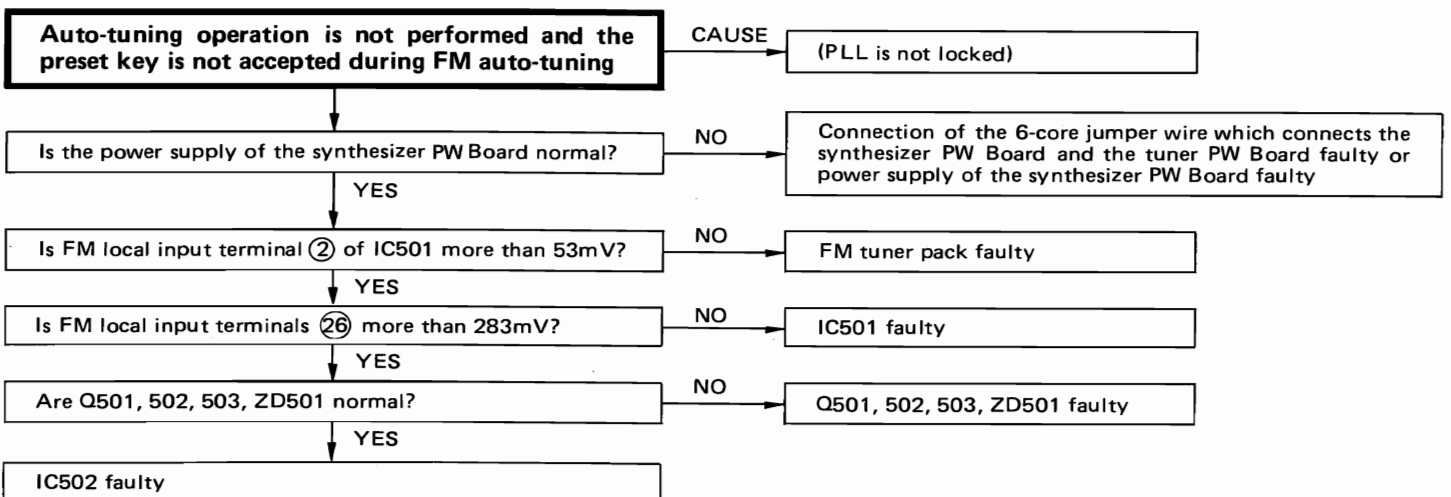 Auto-tuning operation is not performed and the
preset key is not accepted during FM auto-tuning
CAUSE
(PLL is not locked)
Is the power supply of the synthesizer PW Board normal?
NO
Connection of the 6-core jumper wire which connects the
synthesizer PW Board and the tuner PW Board faulty or
power supply of the synthesizer PW Board faulty
YES
Is FM local input terminal ② of IC501 more than 53mV?
NO
FM tuner pack faulty
YES
Is FM local input terminals ㉖ more than 283mV?
NO
IC501 faulty
YES
Are Q501, 502, 503, ZD501 normal?
NO
Q501, 502, 503, ZD501 faulty
YES
IC502 faulty